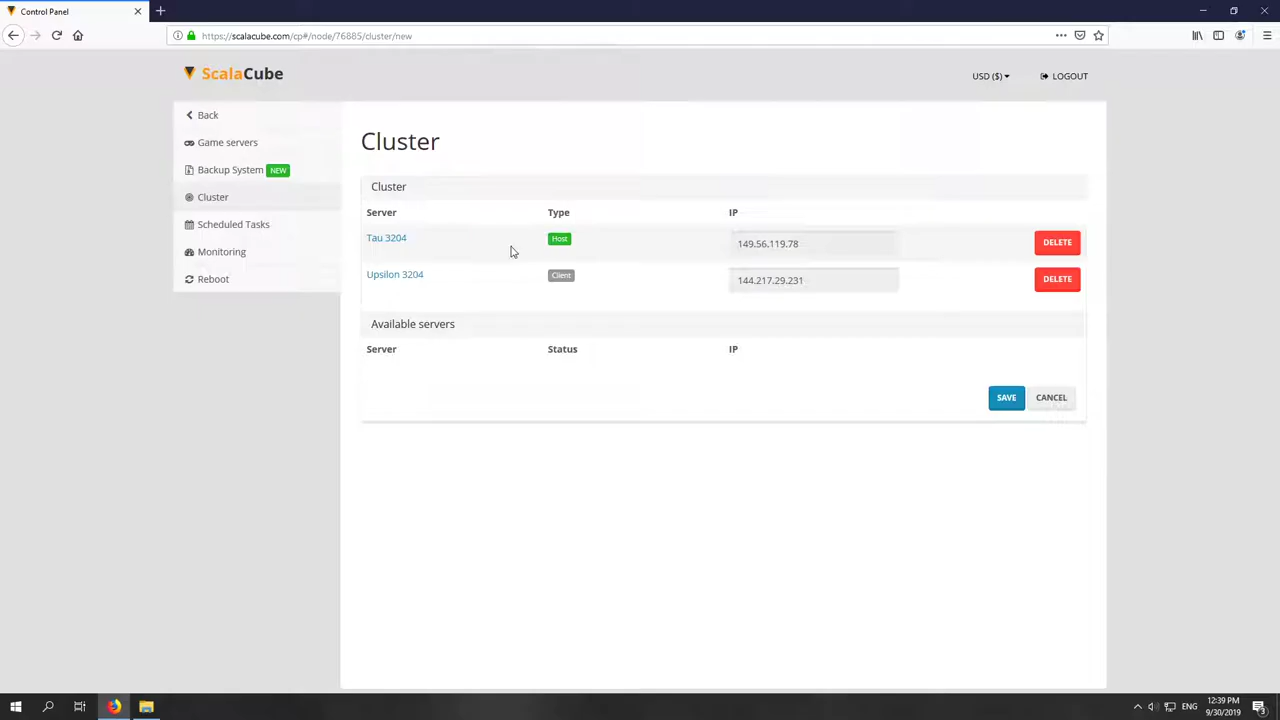 Control Panel
https://scalacube.com/cp#/node/76885/cluster/new
ScalaCube
USD ($)
LOGOUT
Back
Game servers
Backup System NEW
Cluster
Scheduled Tasks
Monitoring
Reboot
Cluster
Cluster
Server Type IP
Tau 3204 Host 149.56.119.78 DELETE
Upsilon 3204 Client 144.217.29.231 DELETE
Available servers
Server Status IP
SAVE CANCEL
ENG
12:39 PM
9/30/2019
3